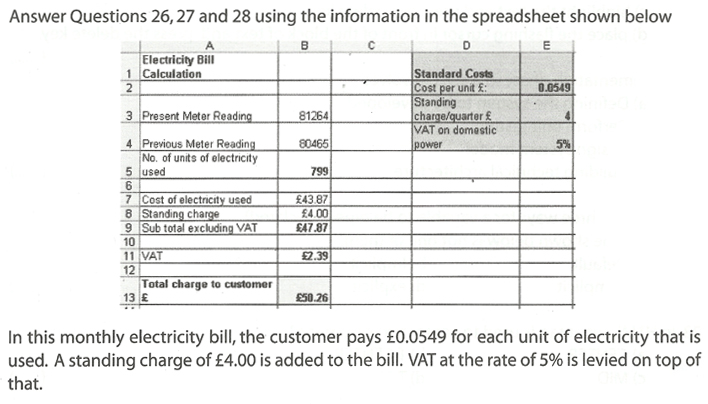 Answer Questions 26, 27 and 28 using the information in the spreadsheet shown below
A B C D E
1 Electricity Bill Calculation Standard Costs
2 Cost per unit £: 0.0549
3 Present Meter Reading 81264 Standing charge/quarter £ 4
4 Previous Meter Reading 80465 VAT on domestic power 5%
5 No. of units of electricity used 799
6
7 Cost of electricity used £43.87
8 Standing charge £4.00
9 Sub total excluding VAT £47.87
10
11 VAT £2.39
12
13 Total charge to customer £ £50.26
In this monthly electricity bill, the customer pays £0.0549 for each unit of electricity that is
used. A standing charge of £4.00 is added to the bill. VAT at the rate of 5% is levied on top of
that.